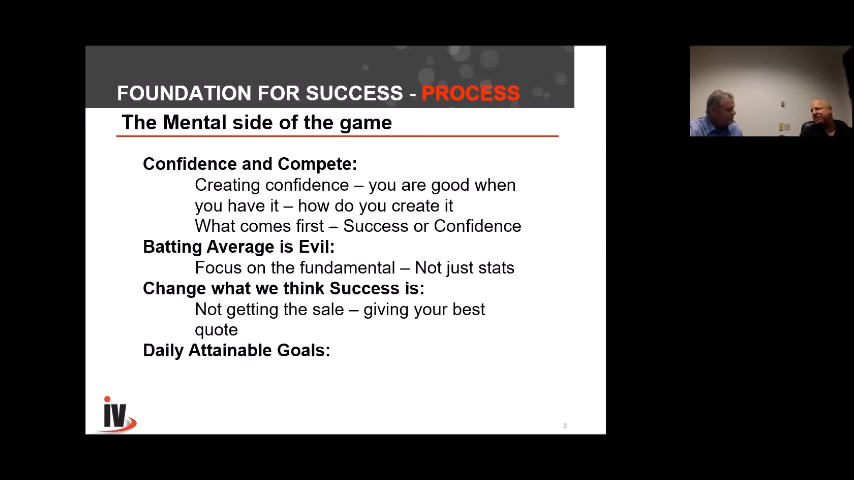 FOUNDATION FOR SUCCESS - PROCESS
The Mental side of the game
Confidence and Compete:
Creating confidence – you are good when
you have it – how do you create it
What comes first – Success or Confidence
Batting Average is Evil:
Focus on the fundamental – Not just stats
Change what we think Success is:
Not getting the sale – giving your best
quote
Daily Attainable Goals:
iv
2